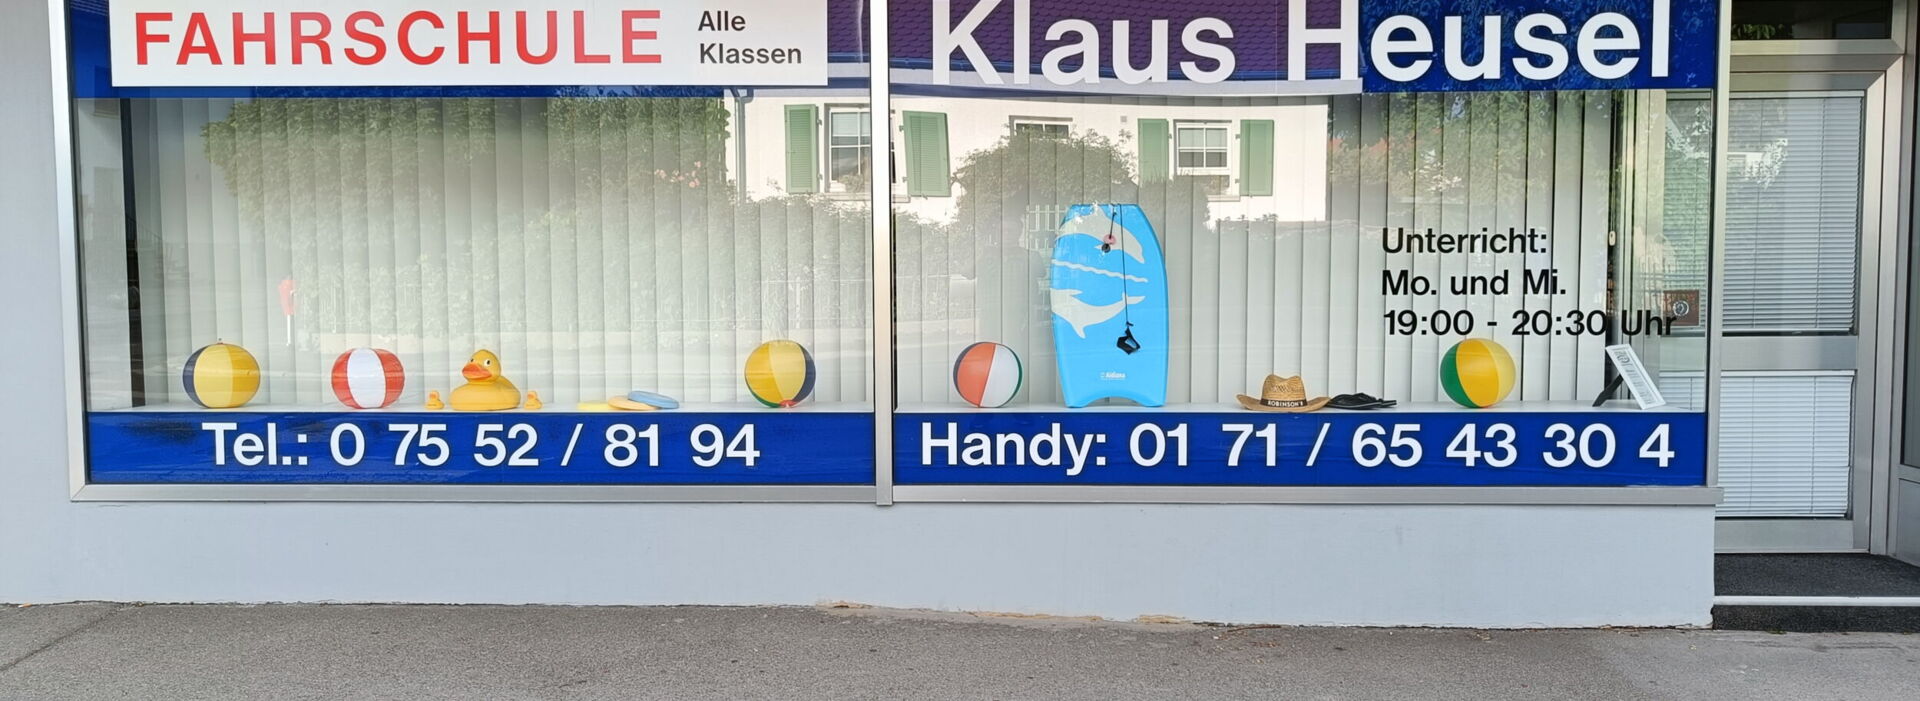 FAHRSCHULE
Alle
Klassen
Klaus Heusel
Unterricht:
Mo. und Mi.
19:00 - 20:30 Uhr
ROBINSON'S
Tel.: 0 75 52 / 81 94
Handy: 01 71 / 65 43 30 4